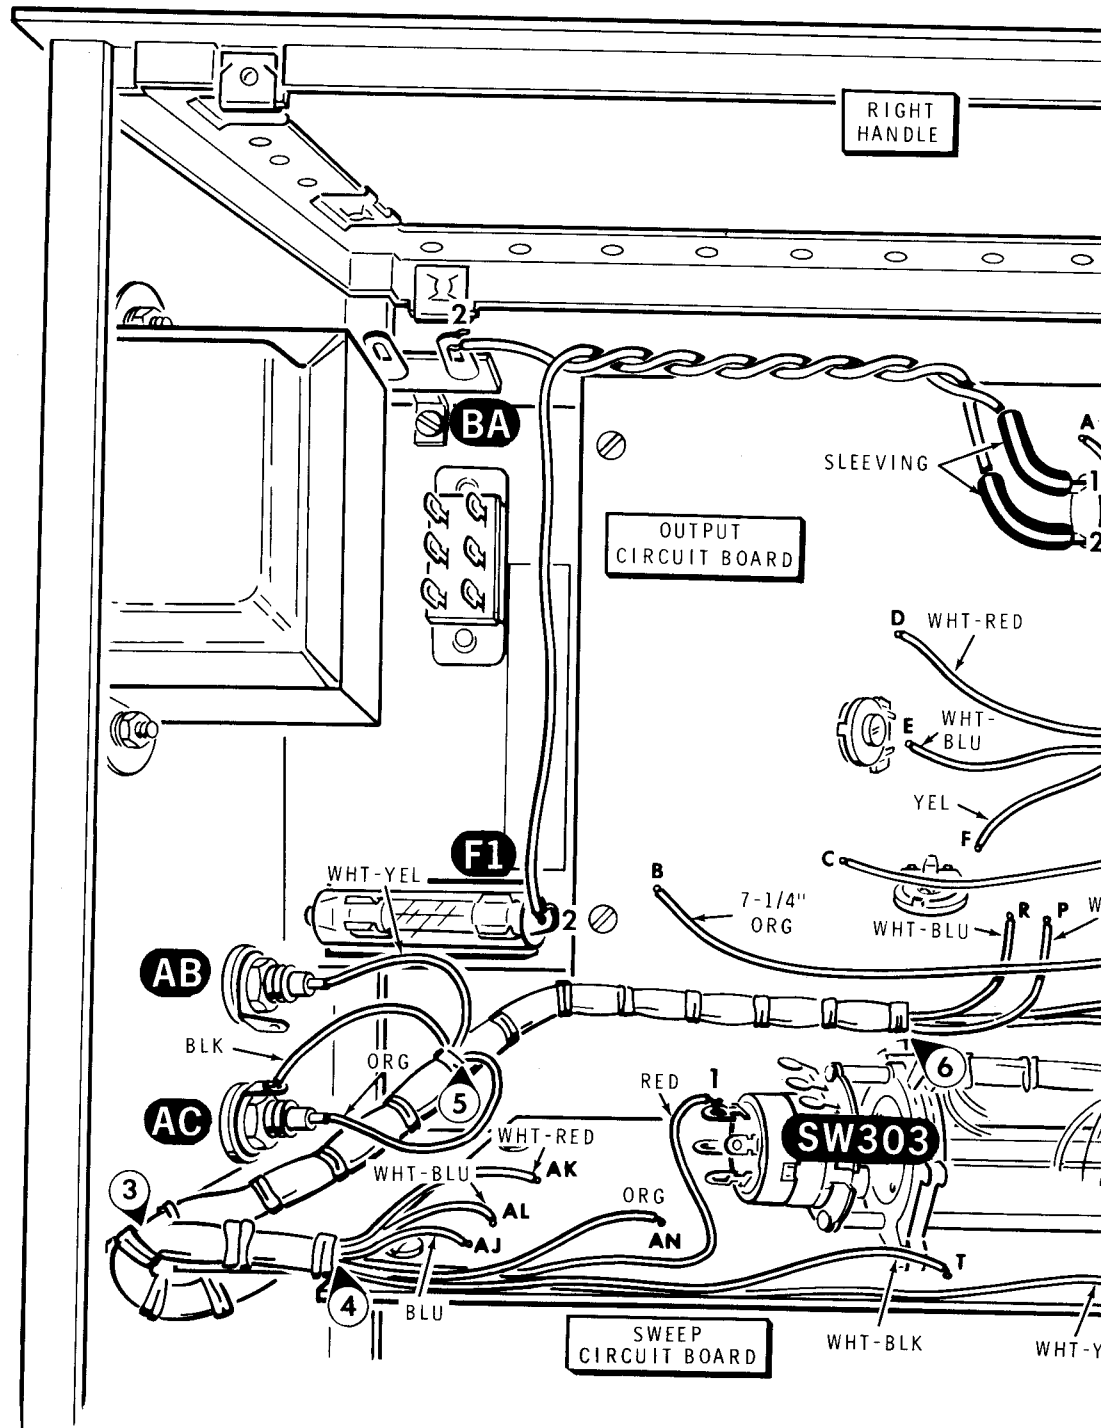 RIGHT
HANDLE
2
BA
A
SLEEVING
1
2
OUTPUT
CIRCUIT BOARD
D
WHT-RED
E
WHT-
BLU
YEL
F
F1
WHT-YEL
C
B
7-1/4"
ORG
2
WHT-BLU
R
P
W
AB
BLK
ORG
5
6
AC
RED
1
SW303
WHT-RED
WHT-BLU
AK
3
ORG
AL
AJ
AN
T
4
BLU
SWEEP
CIRCUIT BOARD
WHT-BLK
WHT-Y